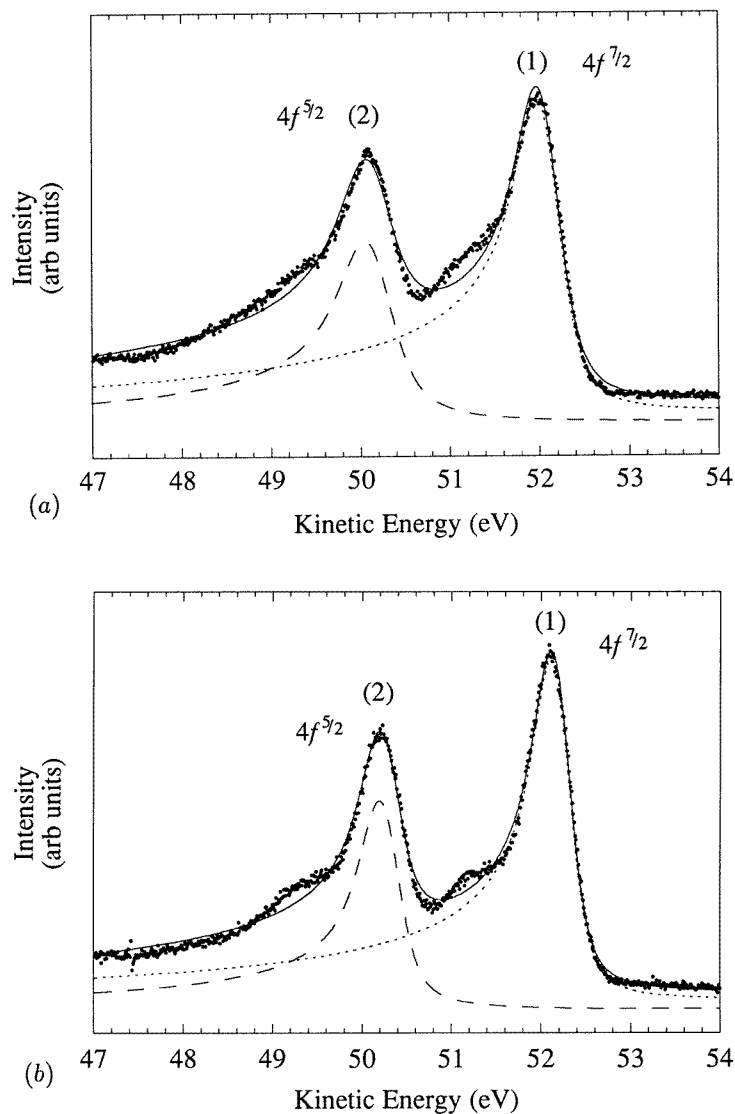 (1) 4f 7/2
4f 5/2 (2)
Intensity
(arb units)
47 48 49 50 51 52 53 54
(a)
Kinetic Energy (eV)
(1)
4f 7/2
(2)
4f 5/2
Intensity
(arb units)
47 48 49 50 51 52 53 54
(b)
Kinetic Energy (eV)